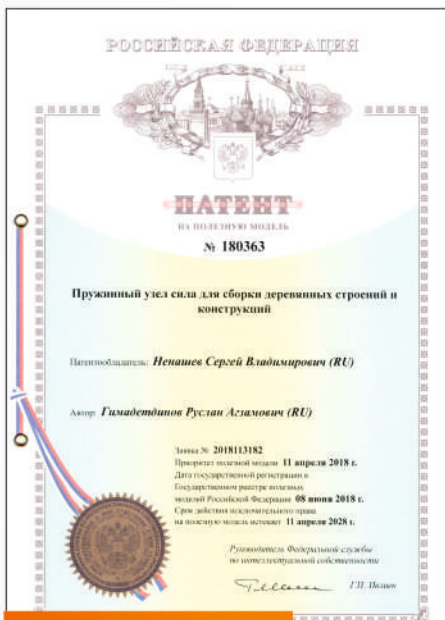 РОССИЙСКАЯ ФЕДЕРАЦИЯ
ПАТЕНТ
НА ПОЛЕЗНУЮ МОДЕЛЬ
№ 180363
Пружинный узел сила для сборки деревянных строений и
конструкций
Патентообладатель: Ненашев Сергей Владимирович (RU)
Автор: Гимадетдинов Руслан Агзамович (RU)
Заявка № 2018113182
Приоритет полезной модели 11 апреля 2018 г.
Дата государственной регистрации в
Государственном реестре полезных
моделей Российской Федерации 08 июня 2018 г.
Срок действия исключительного права
на полезную модель истекает 11 апреля 2028 г.
Руководитель Федеральной службы
по интеллектуальной собственности
Г.П. Ивлиев